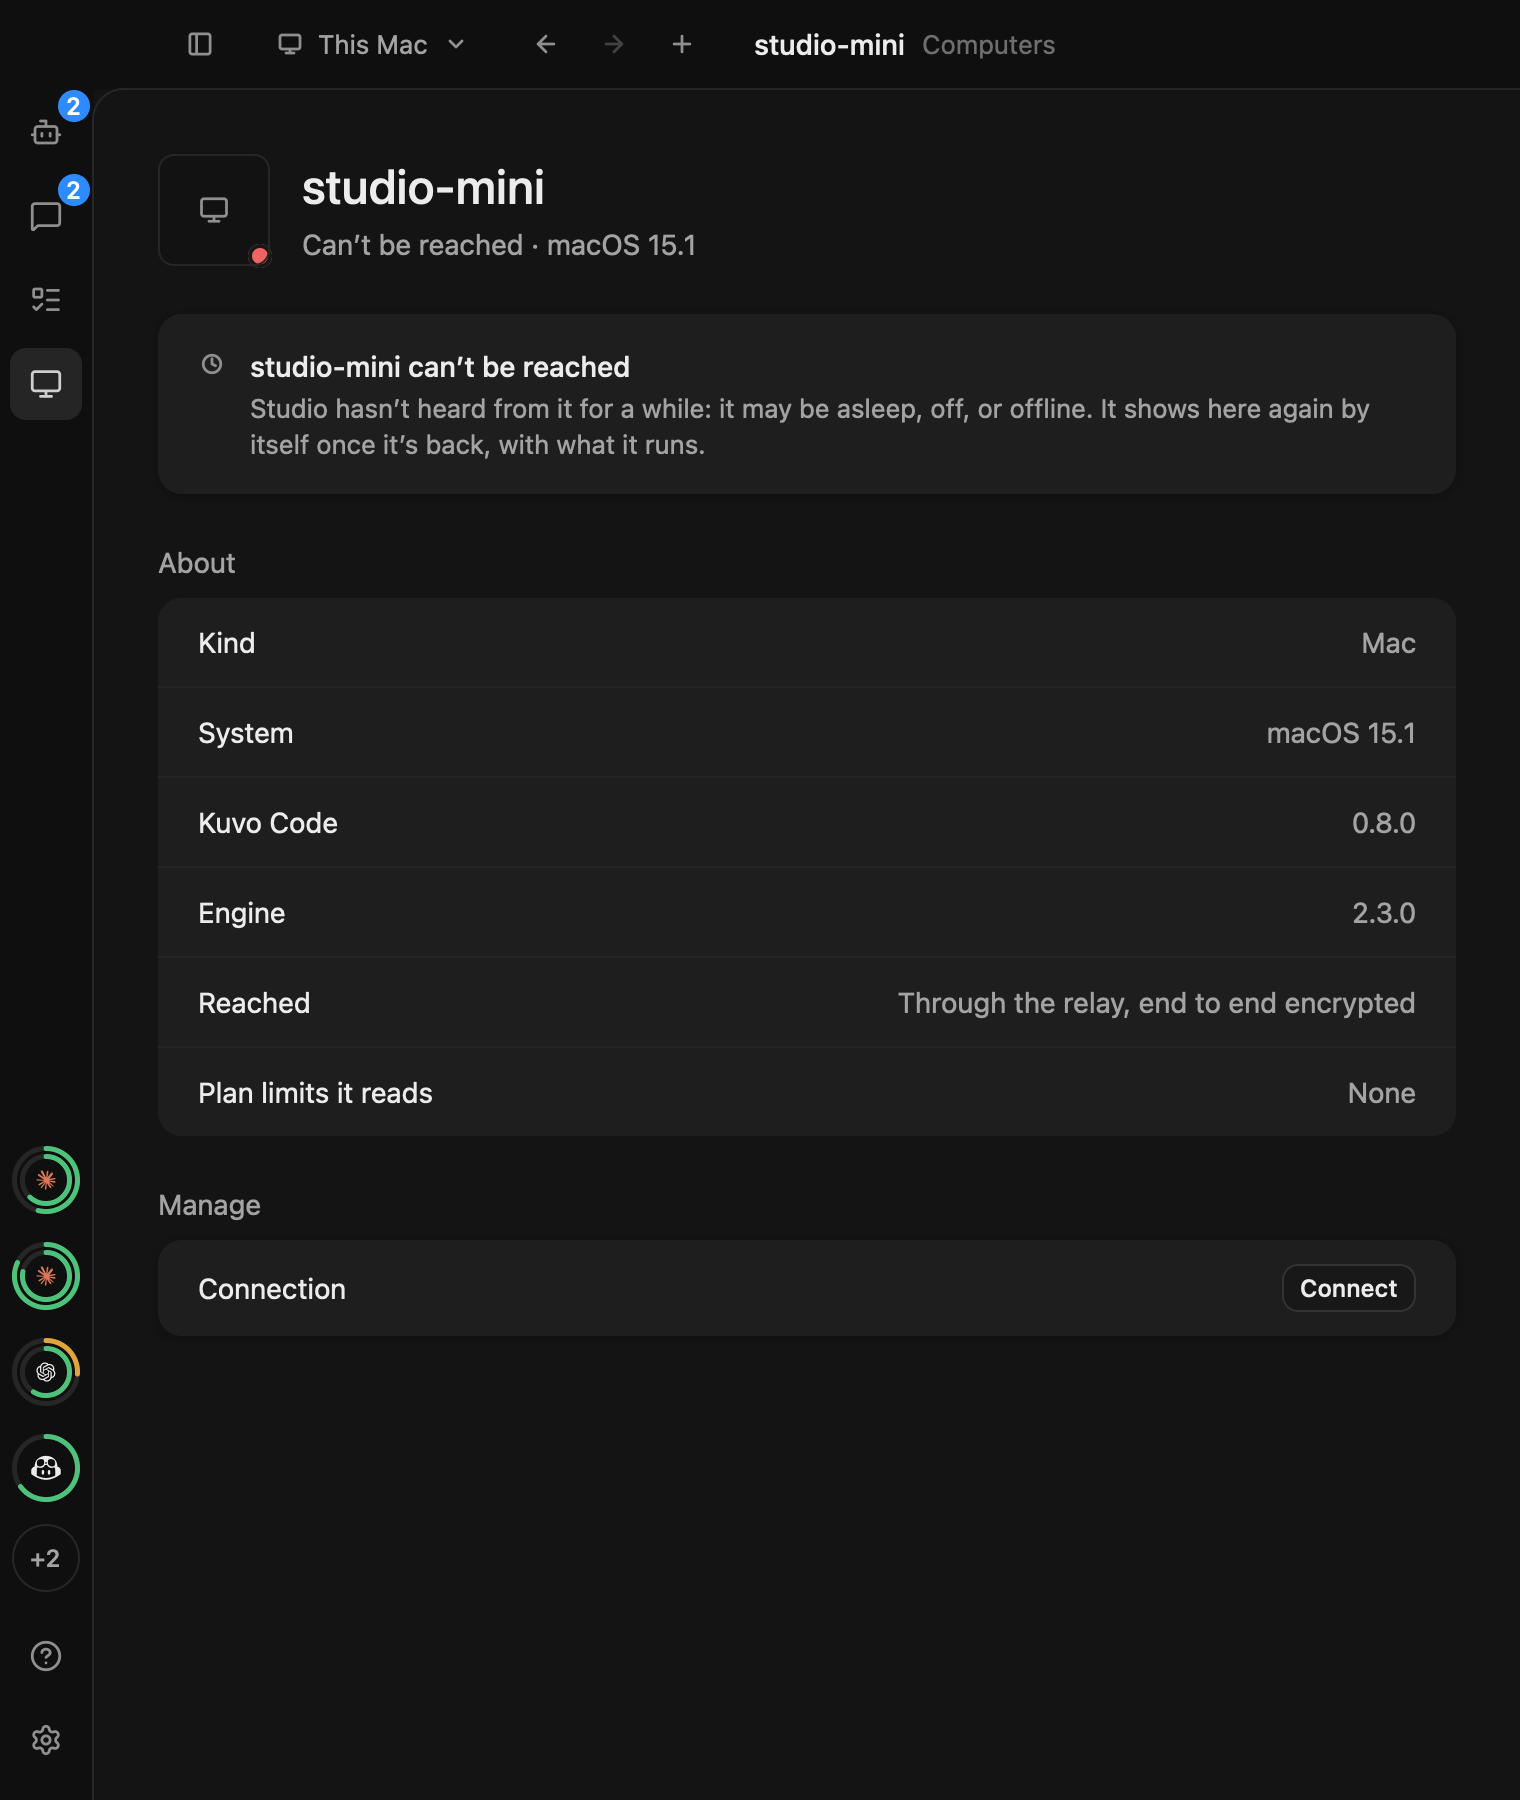 This Mac
studio-mini Computers
2
2
studio-mini
Can’t be reached · macOS 15.1
studio-mini can’t be reached
Studio hasn’t heard from it for a while: it may be asleep, off, or offline. It shows here again by
itself once it’s back, with what it runs.
About
Kind Mac
System macOS 15.1
Kuvo Code 0.8.0
Engine 2.3.0
Reached Through the relay, end to end encrypted
Plan limits it reads None
Manage
Connection Connect
+2